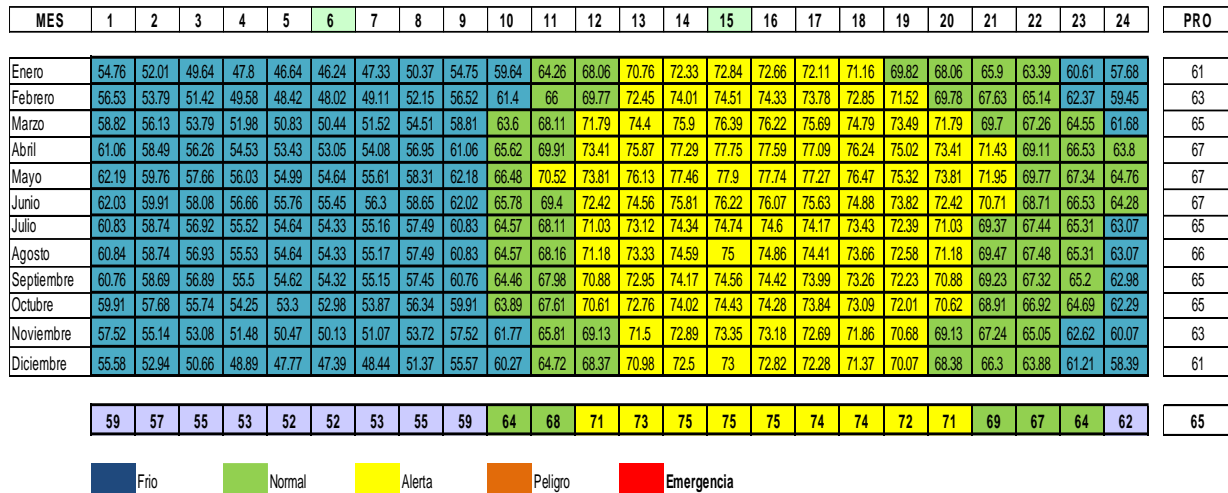 MES 1 2 3 4 5 6 7 8 9 10 11 12 13 14 15 16 17 18 19 20 21 22 23 24 PRO
Enero 54.76 52.01 49.64 47.8 46.64 46.24 47.33 50.37 54.75 59.64 64.26 68.06 70.76 72.33 72.84 72.66 72.11 71.16 69.82 68.06 65.9 63.39 60.61 57.68 61
Febrero 56.53 53.79 51.42 49.58 48.42 48.02 49.11 52.15 56.52 61.4 66 69.77 72.45 74.01 74.51 74.33 73.78 72.85 71.52 69.78 67.63 65.14 62.37 59.45 63
Marzo 58.82 56.13 53.79 51.98 50.83 50.44 51.52 54.51 58.81 63.6 68.11 71.79 74.4 75.9 76.39 76.22 75.69 74.79 73.49 71.79 69.7 67.26 64.55 61.68 65
Abril 61.06 58.49 56.26 54.53 53.43 53.05 54.08 56.95 61.06 65.62 69.91 73.41 75.87 77.29 77.75 77.59 77.09 76.24 75.02 73.41 71.43 69.11 66.53 63.8 67
Mayo 62.19 59.76 57.66 56.03 54.99 54.64 55.61 58.31 62.18 66.48 70.52 73.81 76.13 77.46 77.9 77.74 77.27 76.47 75.32 73.81 71.95 69.77 67.34 64.76 67
Junio 62.03 59.91 58.08 56.66 55.76 55.45 56.3 58.65 62.02 65.78 69.4 72.42 74.56 75.81 76.22 76.07 75.63 74.88 73.82 72.42 70.71 68.71 66.53 64.28 67
Julio 60.83 58.74 56.92 55.52 54.64 54.33 55.16 57.49 60.83 64.57 68.11 71.03 73.12 74.34 74.74 74.6 74.17 73.43 72.39 71.03 69.37 67.44 65.31 63.07 65
Agosto 60.84 58.74 56.93 55.53 54.64 54.33 55.17 57.49 60.83 64.57 68.16 71.18 73.33 74.59 75 74.86 74.41 73.66 72.58 71.18 69.47 67.48 65.31 63.07 66
Septiembre 60.76 58.69 56.89 55.5 54.62 54.32 55.15 57.45 60.76 64.46 67.98 70.88 72.95 74.17 74.56 74.42 73.99 73.26 72.23 70.88 69.23 67.32 65.2 62.98 65
Octubre 59.91 57.68 55.74 54.25 53.3 52.98 53.87 56.34 59.91 63.89 67.61 70.61 72.76 74.02 74.43 74.28 73.84 73.09 72.01 70.62 68.91 66.92 64.69 62.29 65
Noviembre 57.52 55.14 53.08 51.48 50.47 50.13 51.07 53.72 57.52 61.77 65.81 69.13 71.5 72.89 73.35 73.18 72.69 71.86 70.68 69.13 67.24 65.05 62.62 60.07 63
Diciembre 55.58 52.94 50.66 48.89 47.77 47.39 48.44 51.37 55.57 60.27 64.72 68.37 70.98 72.5 73 72.82 72.28 71.37 70.07 68.38 66.3 63.88 61.21 58.39 61
59 57 55 53 52 52 53 55 59 64 68 71 73 75 75 75 74 74 72 71 69 67 64 62 65
Frio Normal Alerta Peligro Emergencia